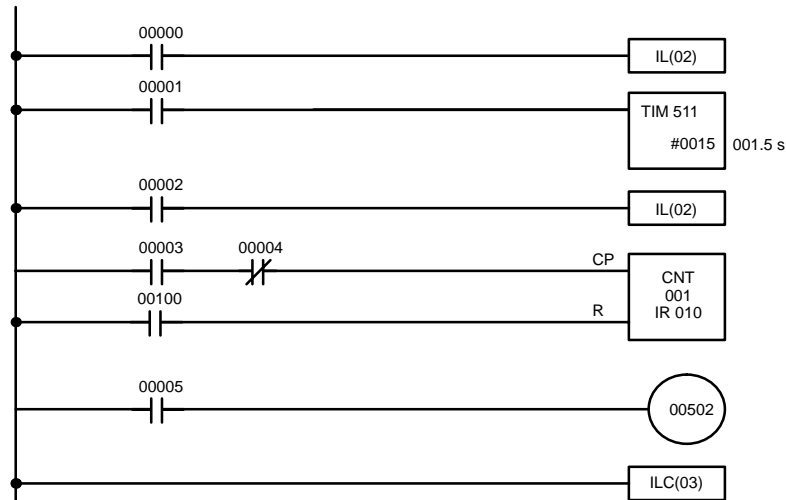 00000
IL(02)
00001
TIM 511
#0015 001.5 s
00002
IL(02)
00003 00004
CP
CNT
001
IR 010
00100
R
00005
00502
ILC(03)